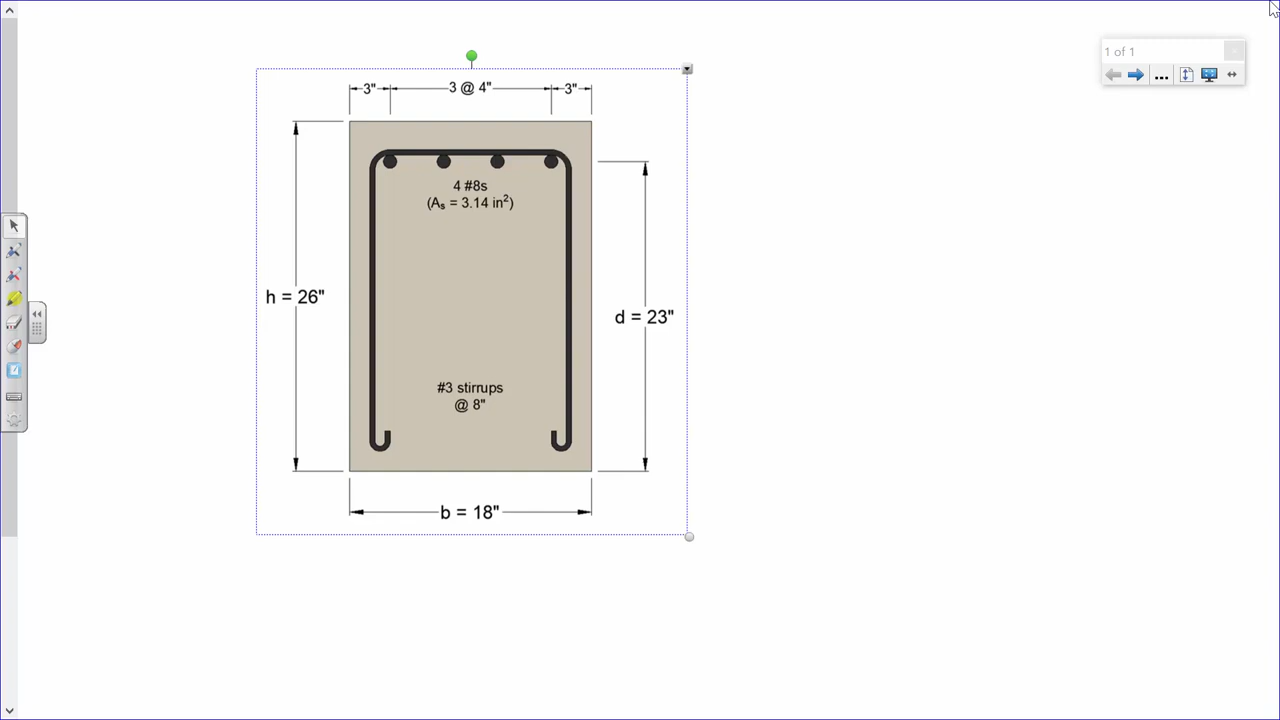 1 of 1
3"
3 @ 4"
3"
4 #8s
(As = 3.14 in²)
h = 26"
d = 23"
#3 stirrups
@ 8"
b = 18"